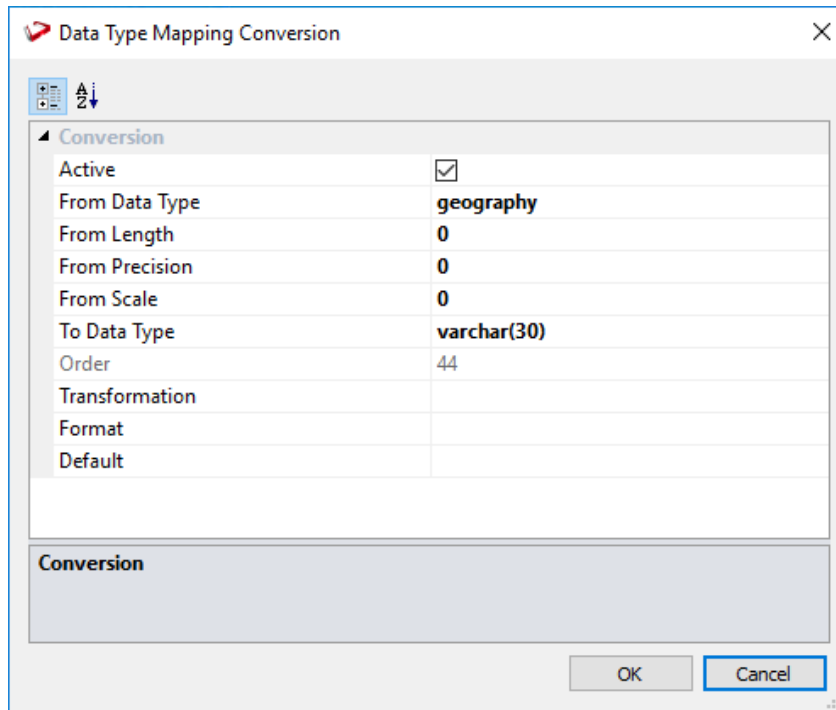 Data Type Mapping Conversion
Conversion
Active
From Data Type geography
From Length 0
From Precision 0
From Scale 0
To Data Type varchar(30)
Order 44
Transformation
Format
Default
Conversion
OK Cancel